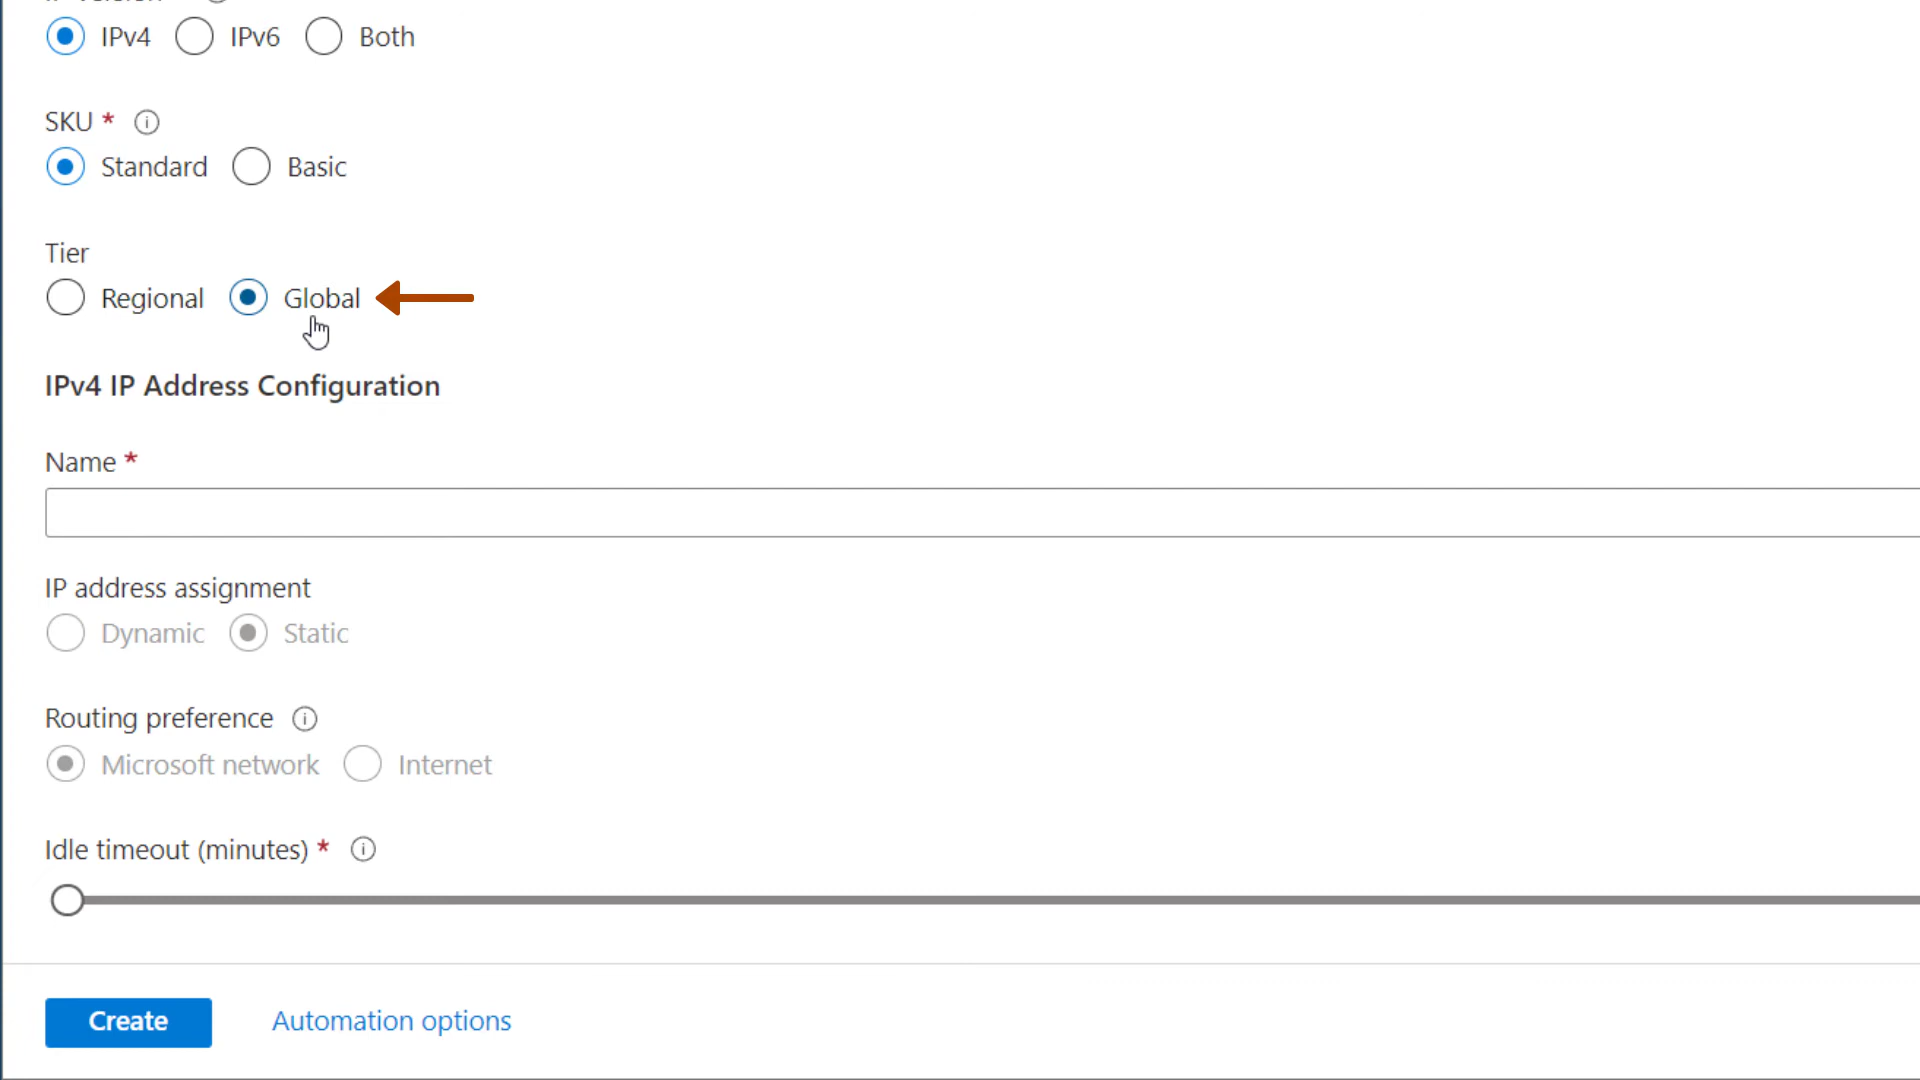 IPv4 IPv6 Both
SKU *
Standard Basic
Tier
Regional Global
IPv4 IP Address Configuration
Name *
IP address assignment
Dynamic Static
Routing preference
Microsoft network Internet
Idle timeout (minutes) *
Create Automation options